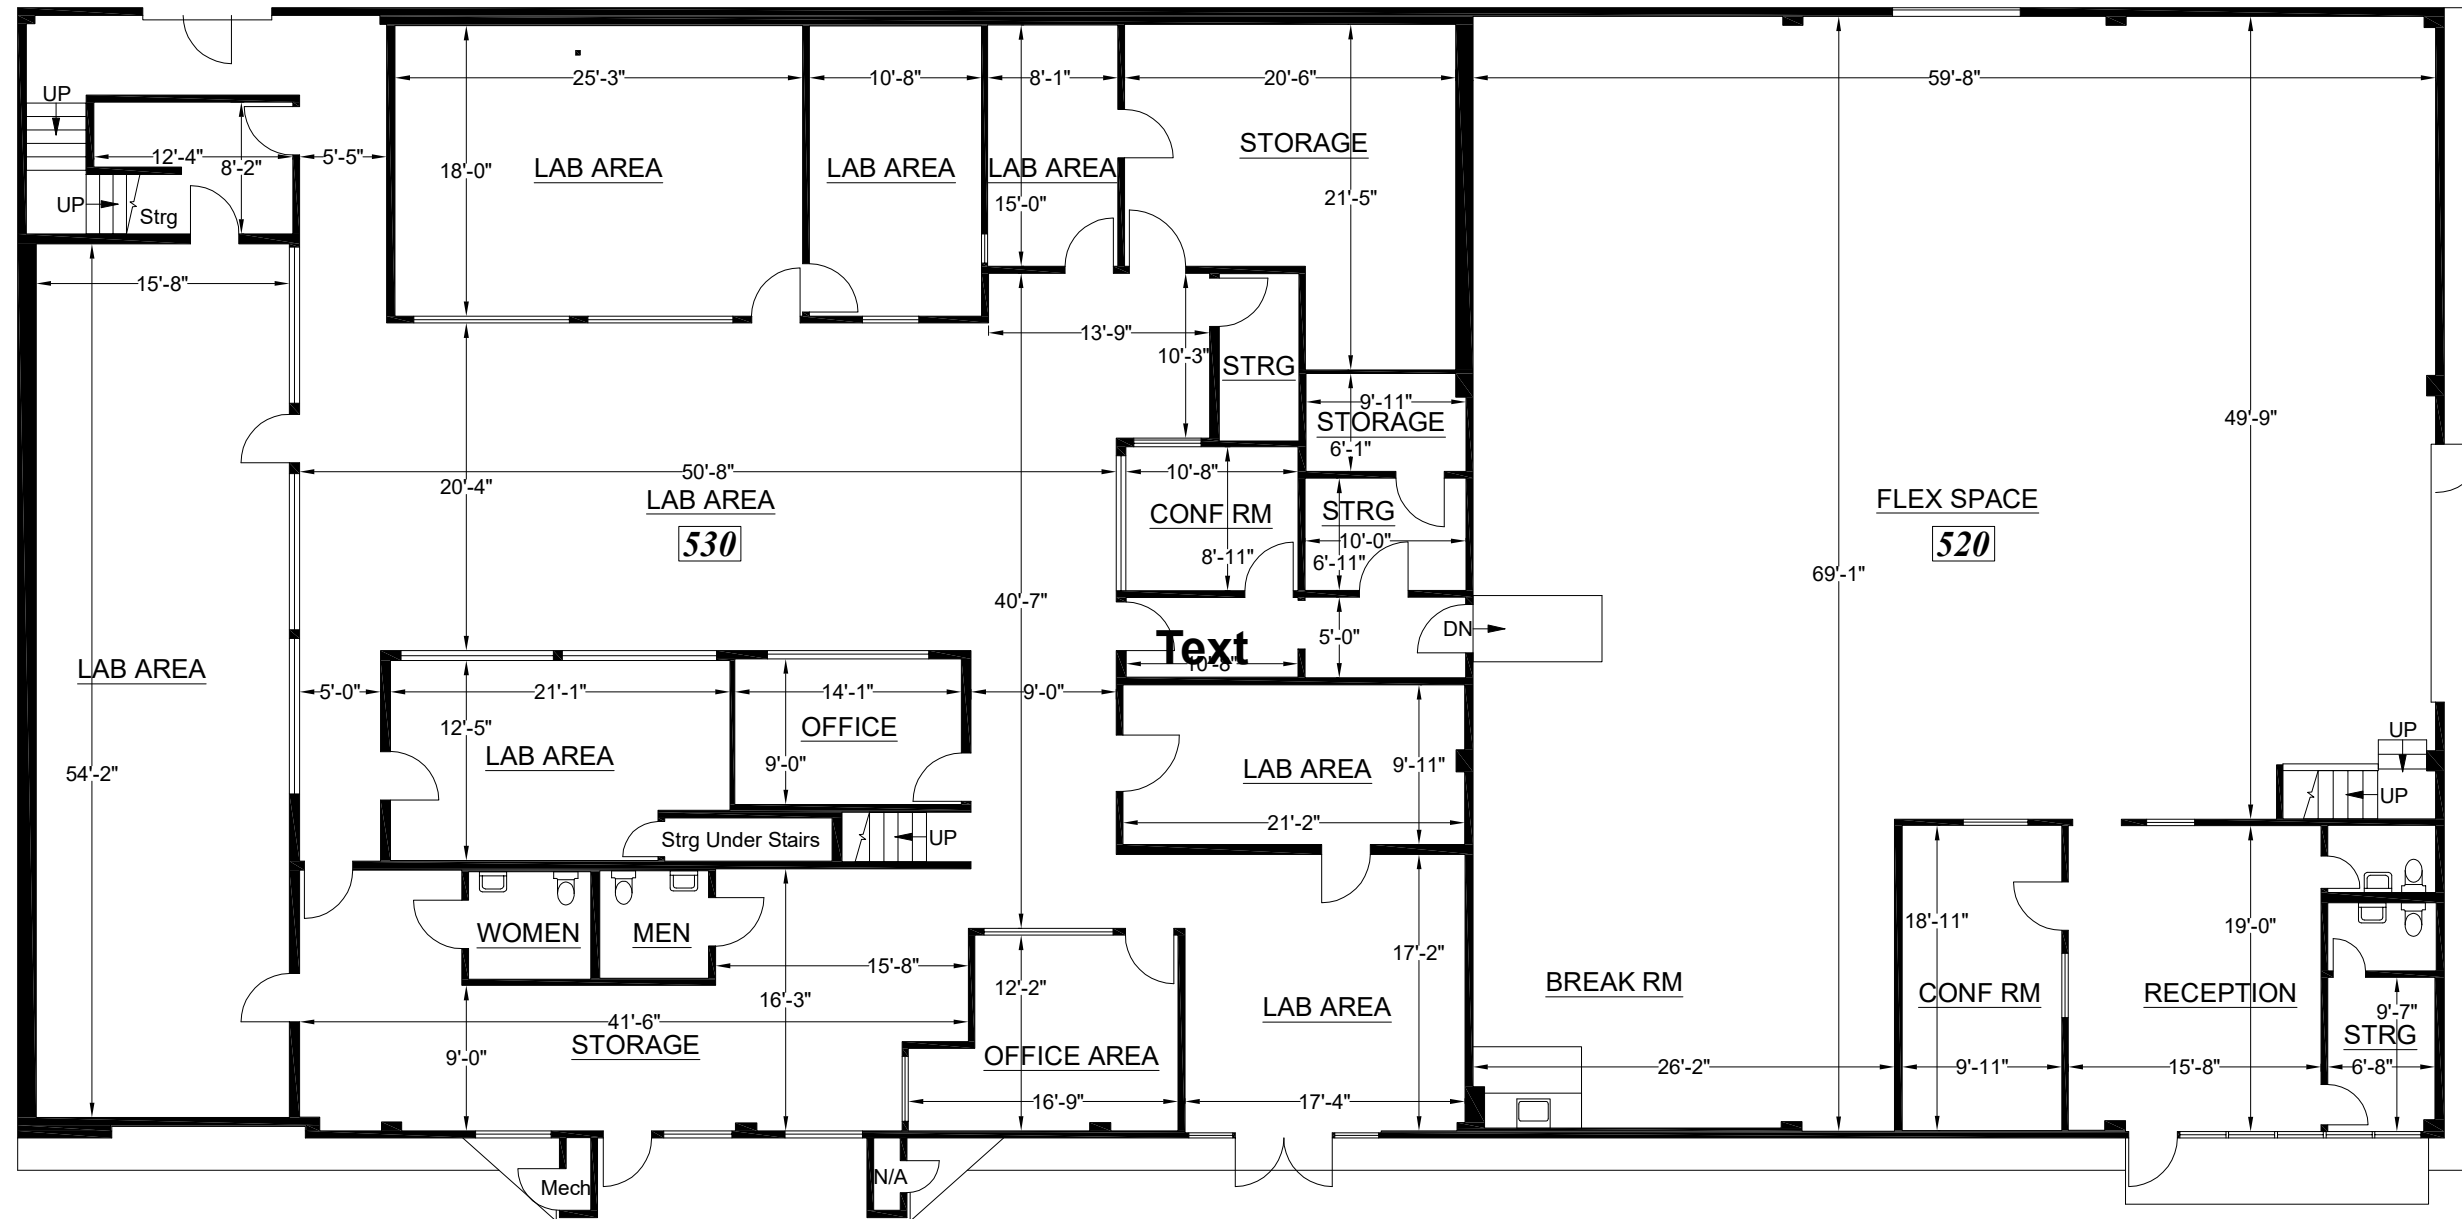 25'-3"
10'-8"
8'-1"
20'-6"
59'-8"
UP
12'-4"
8'-2"
5'-5"
18'-0"
LAB AREA
LAB AREA
LAB AREA
STORAGE
15'-0"
21'-5"
UP
Strg
15'-8"
13'-9"
10'-3"
STRG
9'-11"
STORAGE
6'-1"
49'-9"
50'-8"
20'-4"
LAB AREA
530
10'-8"
CONF RM
8'-11"
STRG
10'-0"
6'-11"
FLEX SPACE
520
69'-1"
40'-7"
Text
10'-8"
5'-0"
DN
LAB AREA
54'-2"
5'-0"
21'-1"
12'-5"
LAB AREA
14'-1"
OFFICE
9'-0"
9'-0"
LAB AREA
9'-11"
21'-2"
UP
UP
Strg Under Stairs
UP
WOMEN
MEN
15'-8"
16'-3"
41'-6"
STORAGE
9'-0"
12'-2"
OFFICE AREA
16'-9"
17'-2"
LAB AREA
17'-4"
BREAK RM
26'-2"
18'-11"
CONF RM
9'-11"
19'-0"
RECEPTION
15'-8"
9'-7"
STRG
6'-8"
Mech
N/A